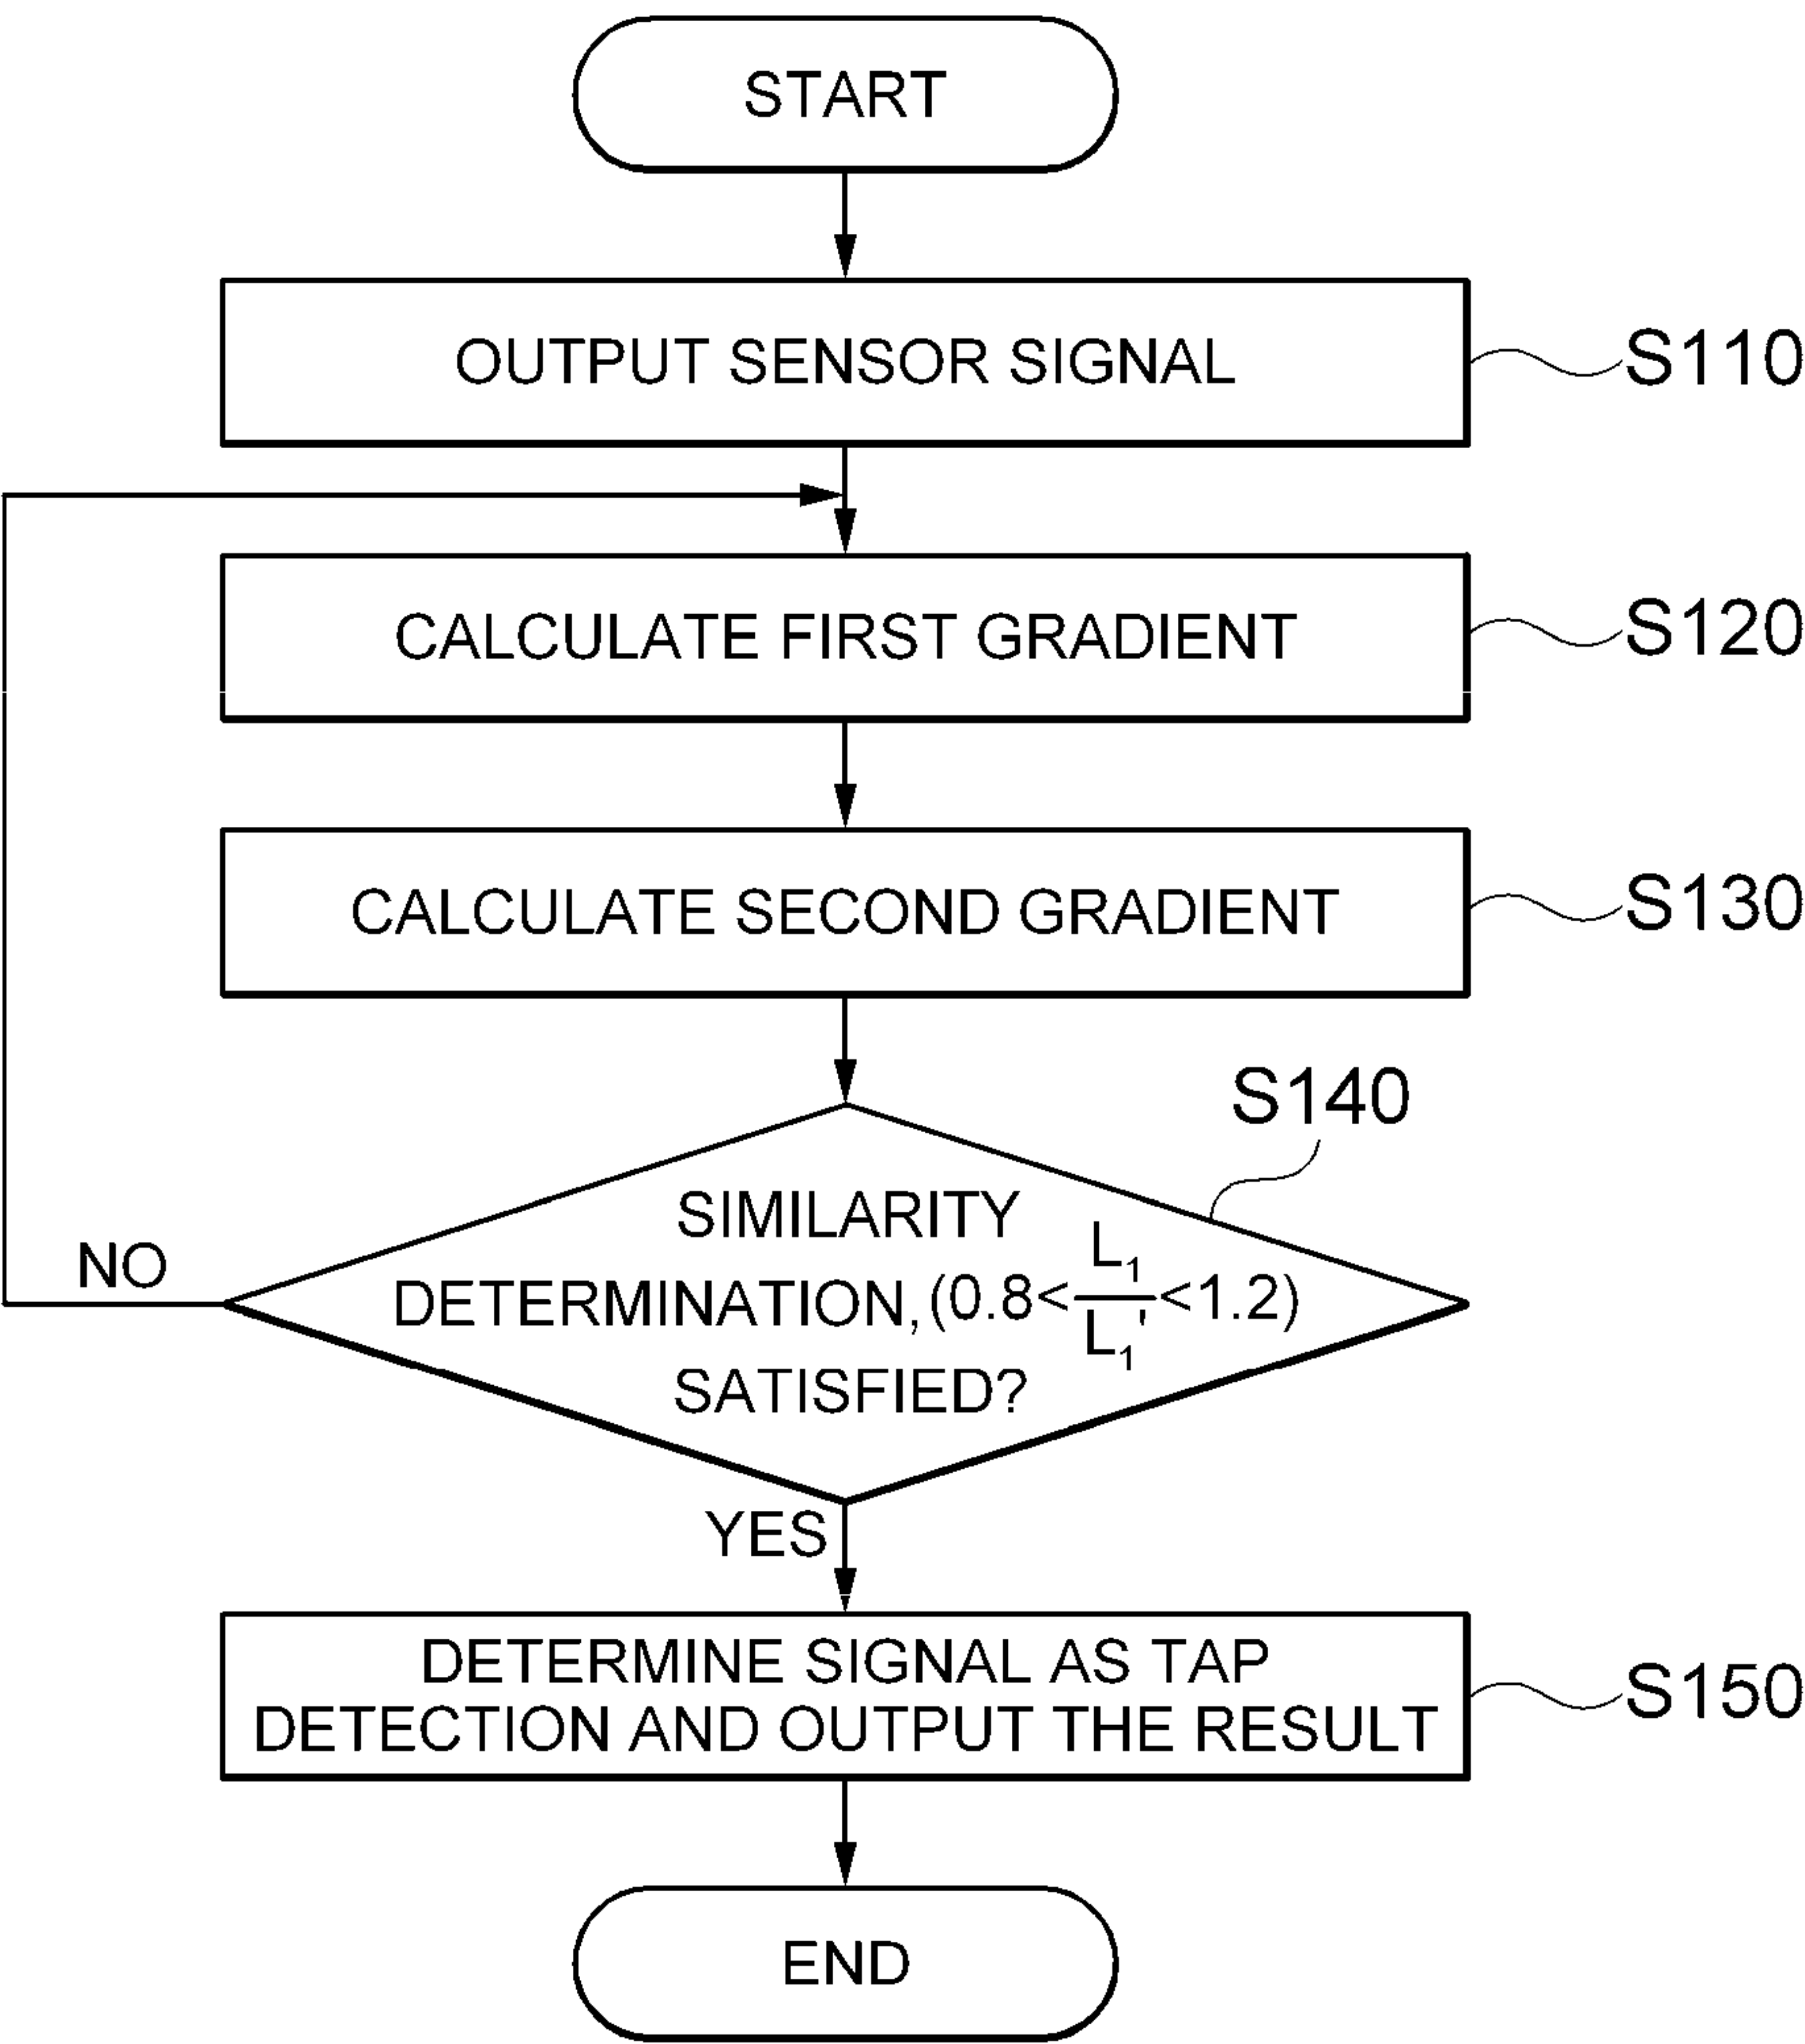 START
OUTPUT SENSOR SIGNAL
S110
CALCULATE FIRST GRADIENT
S120
CALCULATE SECOND GRADIENT
S130
S140
SIMILARITY
DETERMINATION, (0.8< L₁/L₁' <1.2)
SATISFIED?
NO
YES
DETERMINE SIGNAL AS TAP
DETECTION AND OUTPUT THE RESULT
S150
END